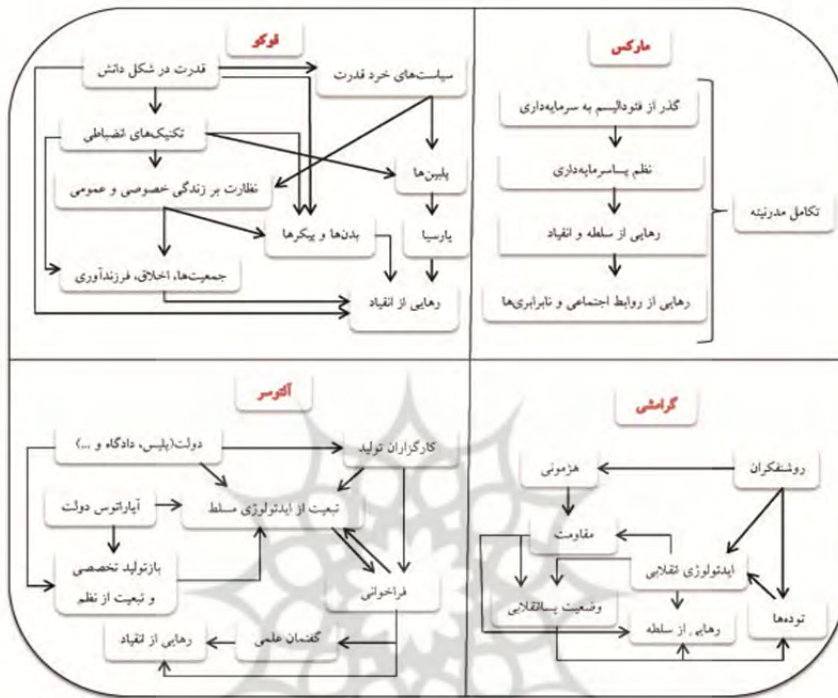 مارکس
گذر از فئودالیسم به سرمایه‌داری
نظم پساسرمایه‌داری
رهایی از سلطه و انقیاد
رهایی از روابط اجتماعی و نابرابری‌ها
تکامل مدرنیته
فوکو
قدرت در شکل دانش
سیاست‌های خرد قدرت
تکنیک‌های انضباطی
پلبین‌ها
نظارت بر زندگی خصوصی و عمومی
بدن‌ها و پیکرها
پارسیا
جمعیت‌ها، اخلاق، فرزندآوری
رهایی از انقیاد
گرامشی
روشنفکران
هژمونی
مقاومت
ایدئولوژی انقلابی
وضعیت پساانقلابی
توده‌ها
رهایی از سلطه
آلتوسر
کارگزاران تولید
دولت(پلیس، دادگاه و ...)
تبعیت از ایدئولوژی مسلط
آپاراتوس دولت
بازتولید تخصصی
و تبعیت از نظم
فراخوانی
گفتمان علمی
رهایی از انقیاد